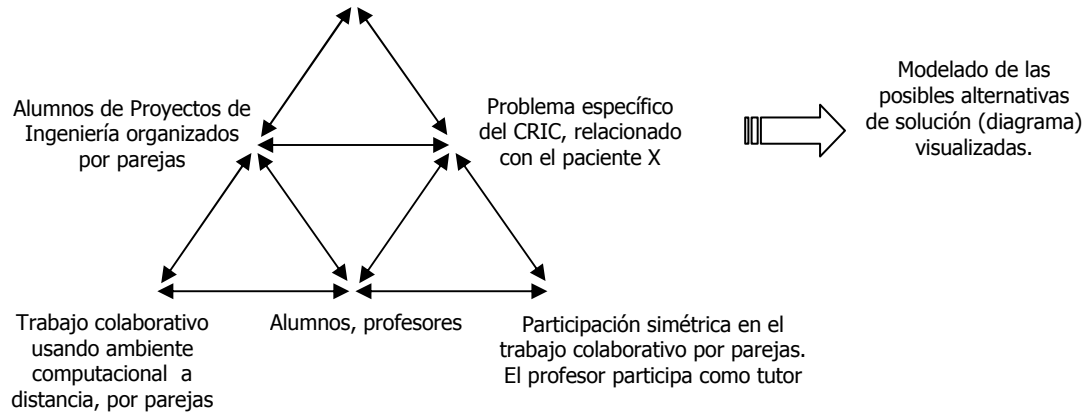 Alumnos de Proyectos de
Ingeniería organizados
por parejas
Problema específico
del CRIC, relacionado
con el paciente X
Modelado de las
posibles alternativas
de solución (diagrama)
visualizadas.
Trabajo colaborativo
usando ambiente
computacional a
distancia, por parejas
Alumnos, profesores
Participación simétrica en el
trabajo colaborativo por parejas.
El profesor participa como tutor